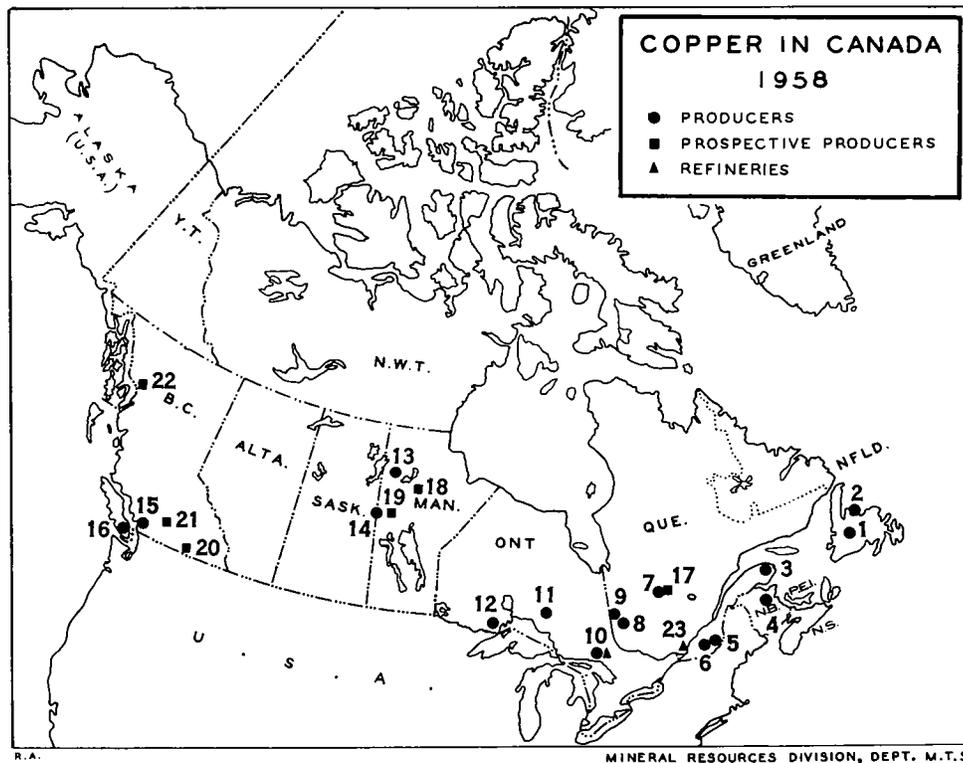 COPPER IN CANADA
1958
PRODUCERS
PROSPECTIVE PRODUCERS
REFINERIES
ALASKA
(U.S.A.)
Y.T.
GREENLAND
N.W.T.
22
B.C.
ALTA.
13
NFLD.
SASK.
19
18
MAN.
2
16
15
21
14
QUE.
1
20
ONT
3
7
17
P.E.I.
12
11
9
8
N.B.
4
N.S.
10
23
5
6
U . S . A .
R.A.
MINERAL RESOURCES DIVISION, DEPT. M.T.S